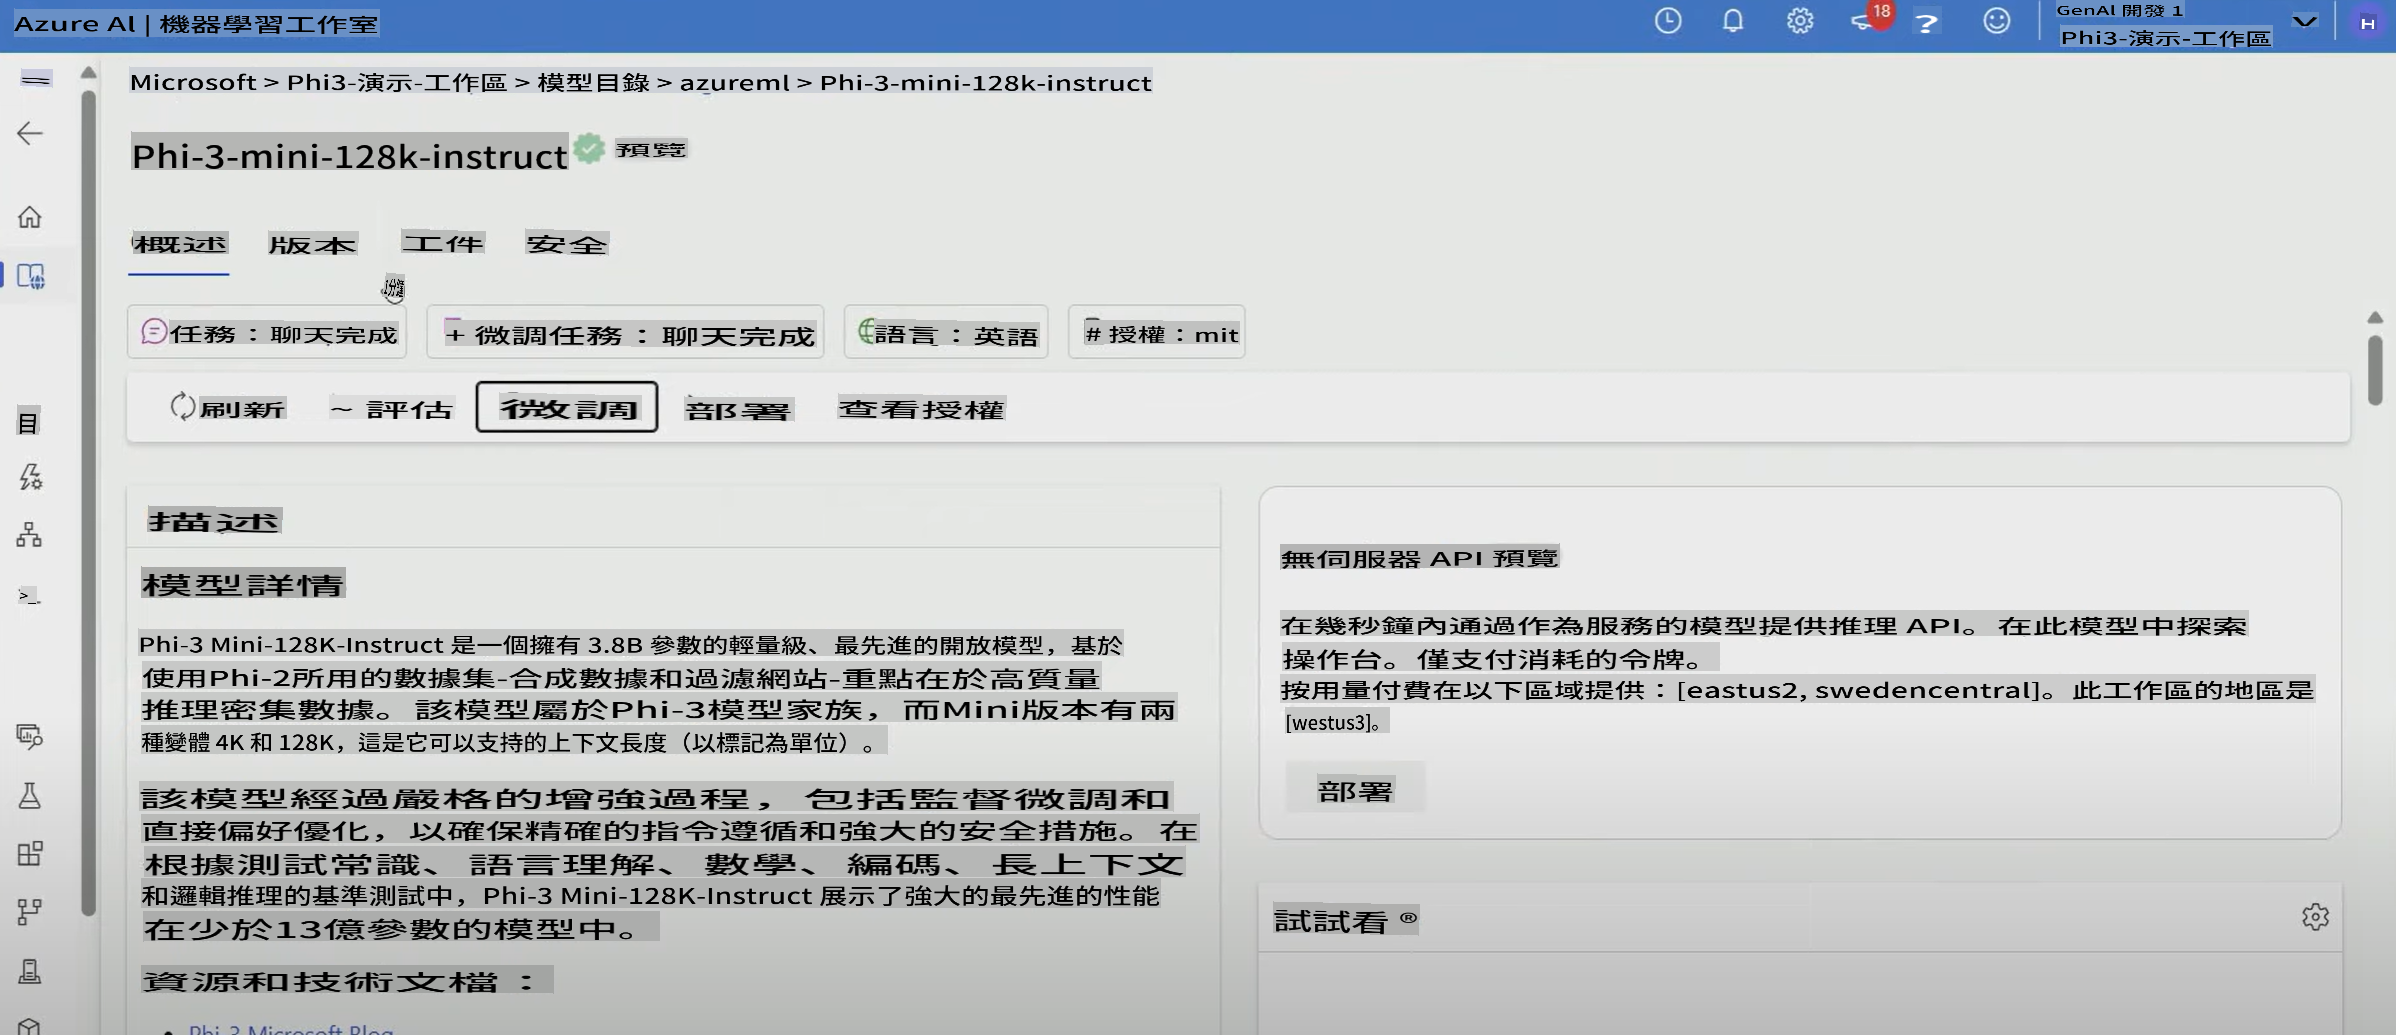 Azure Al | 機器學習工作室
18
?
GenAl 開發 1
Phi3-演示-工作區
H
Microsoft > Phi3-演示-工作區 > 模型目錄 > azureml > Phi-3-mini-128k-instruct
Phi-3-mini-128k-instruct 預覽
概述 版本 工件 安全
任務：聊天完成 + 微調任務：聊天完成 語言：英語 # 授權：mit
刷新 ~ 評估 微調 部署 查看授權
目
>_
描述
模型詳情
Phi-3 Mini-128K-Instruct 是一個擁有 3.8B 參數的輕量級、最先進的開放模型，基於
使用Phi-2所用的數據集-合成數據和過濾網站-重點在於高質量
推理密集數據。該模型屬於Phi-3模型家族，而Mini版本有兩
種變體 4K 和 128K，這是它可以支持的上下文長度（以標記為單位）。
該模型經過嚴格的增強過程，包括監督微調和
直接偏好優化，以確保精確的指令遵循和強大的安全措施。在
根據測試常識、語言理解、數學、編碼、長上下文
和邏輯推理的基準測試中，Phi-3 Mini-128K-Instruct 展示了強大的最先進的性能
在少於13億參數的模型中。
資源和技術文檔：
• Phi-3 Microsoft Blog
無伺服器 API 預覽
在幾秒鐘內通過作為服務的模型提供推理 API。在此模型中探索
操作台。僅支付消耗的令牌。
按用量付費在以下區域提供：[eastus2, swedencentral]。此工作區的地區是
[westus3]。
部署
試試看 ®